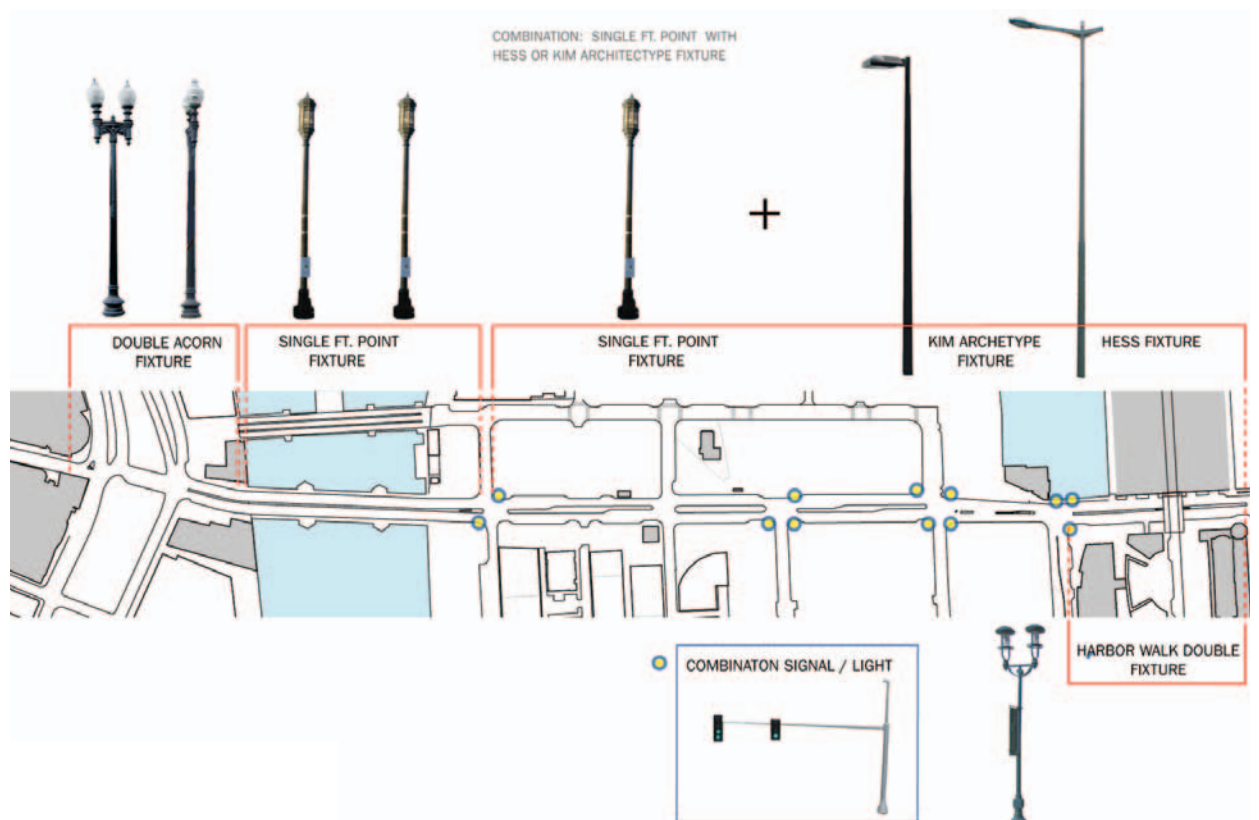 COMBINATION: SINGLE FT. POINT WITH
HESS OR KIM ARCHITECTYPE FIXTURE
DOUBLE ACORN
FIXTURE
SINGLE FT. POINT
FIXTURE
SINGLE FT. POINT
FIXTURE
KIM ARCHETYPE
FIXTURE
HESS FIXTURE
COMBINATON SIGNAL / LIGHT
HARBOR WALK DOUBLE
FIXTURE